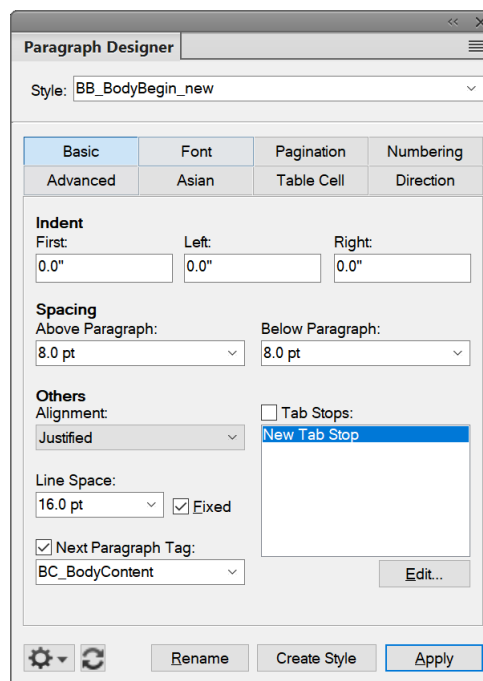 Paragraph Designer
Style: BB_BodyBegin_new
Basic Font Pagination Numbering
Advanced Asian Table Cell Direction
Indent
First: Left: Right:
0.0" 0.0" 0.0"
Spacing
Above Paragraph: Below Paragraph:
8.0 pt 8.0 pt
Others
Alignment: Tab Stops:
Justified New Tab Stop
Line Space:
16.0 pt Fixed
Next Paragraph Tag:
BC_BodyContent Edit...
Rename Create Style Apply